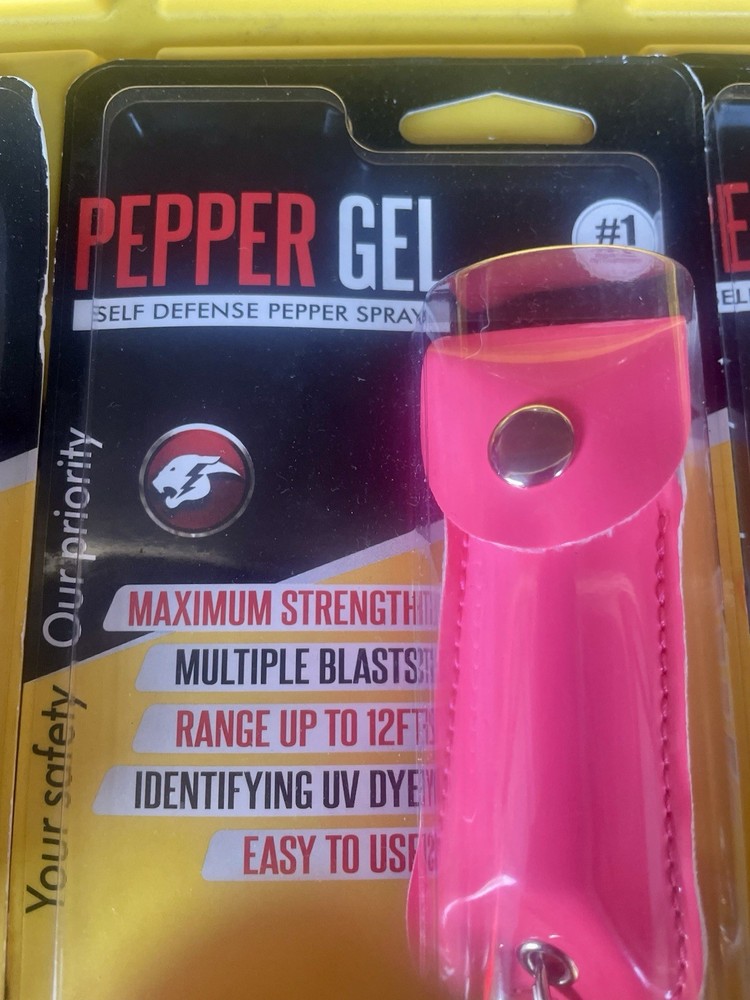 PEPPER GEL
#1
SELF DEFENSE PEPPER SPRAY
MAXIMUM STRENGTH
MULTIPLE BLASTS
RANGE UP TO 12FT
IDENTIFYING UV DYE
EASY TO USE
Your safety Our priority